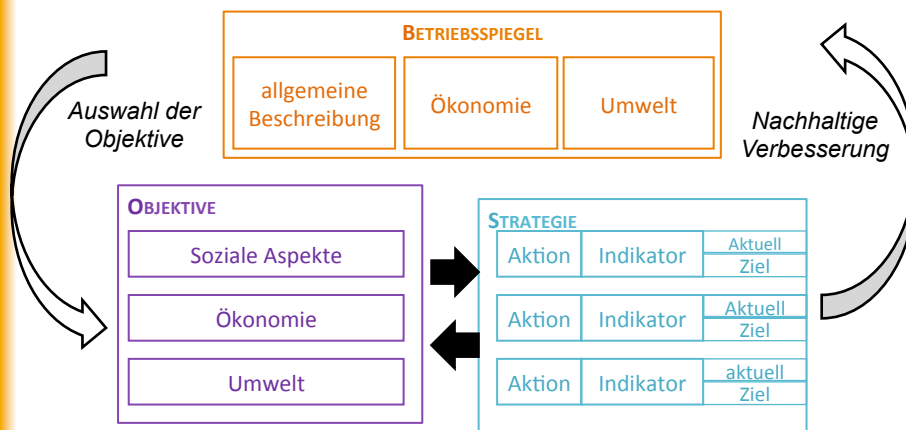 BETRIEBSSPIEGEL
allgemeine
Beschreibung
Ökonomie
Umwelt
Auswahl der
Objektive
Nachhaltige
Verbesserung
OBJEKTIVE
Soziale Aspekte
Ökonomie
Umwelt
STRATEGIE
Aktion Indikator Aktuell
Ziel
Aktion Indikator Aktuell
Ziel
Aktion Indikator aktuell
Ziel